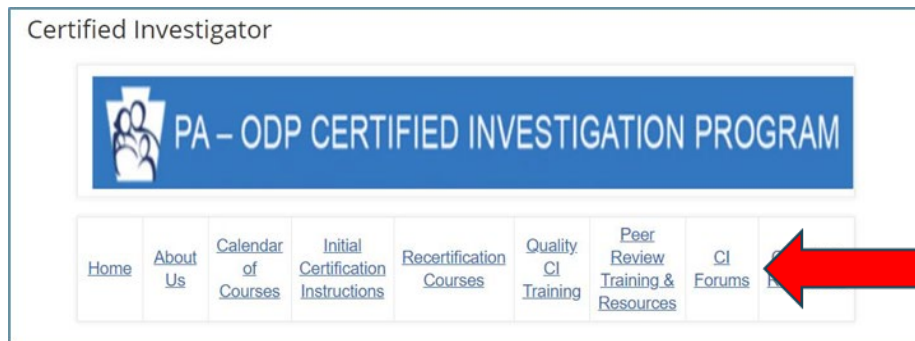 Certified Investigator
PA – ODP CERTIFIED INVESTIGATION PROGRAM
Home
About
Us
Calendar
of
Courses
Initial
Certification
Instructions
Recertification
Courses
Quality
CI
Training
Peer
Review
Training &
Resources
CI
Forums